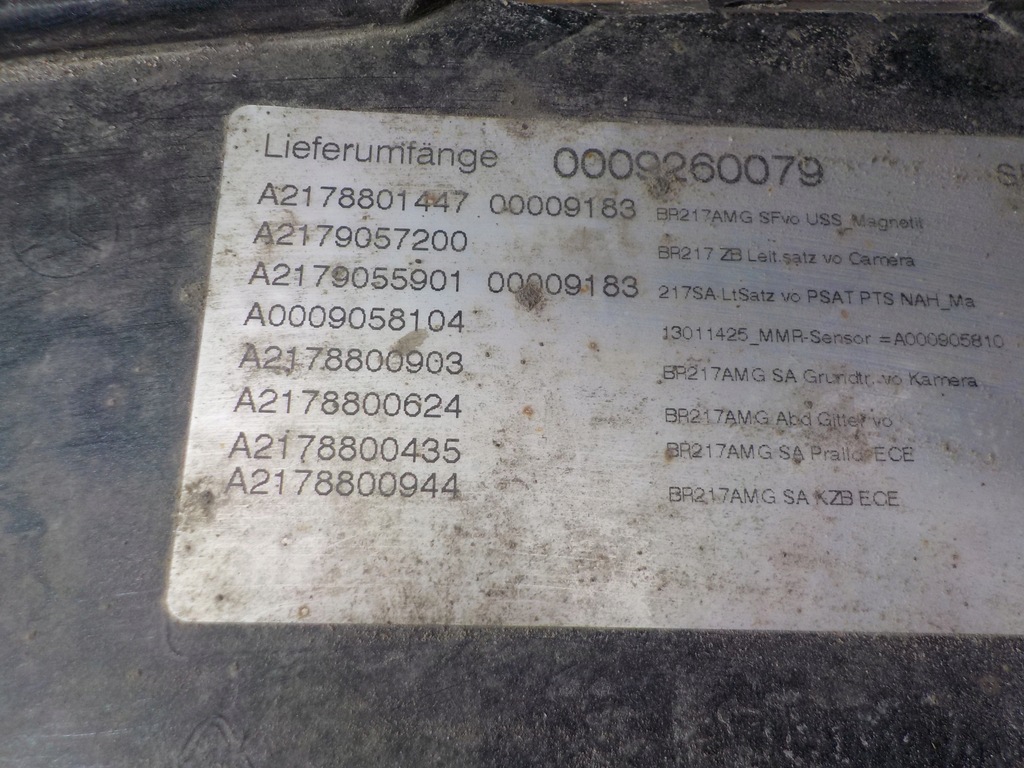 Lieferumfänge 0009260079
A2178801447 00009183 BR217AMG SFvo USS_Magnetit
A2179057200 BR217 ZB Leit.satz vo Camera
A2179055901 00009183 217SA LtSatz vo PSAT PTS NAH_Ma
A0009058104 13011425_MMR-Sensor =A000905810
A2178800903 BR217AMG SA Grundtr. vo Kamera
A2178800624 BR217AMG Abd Gitter vo
A2178800435 BR217AMG SA Pralld ECE
A2178800944 BR217AMG SA KZB ECE